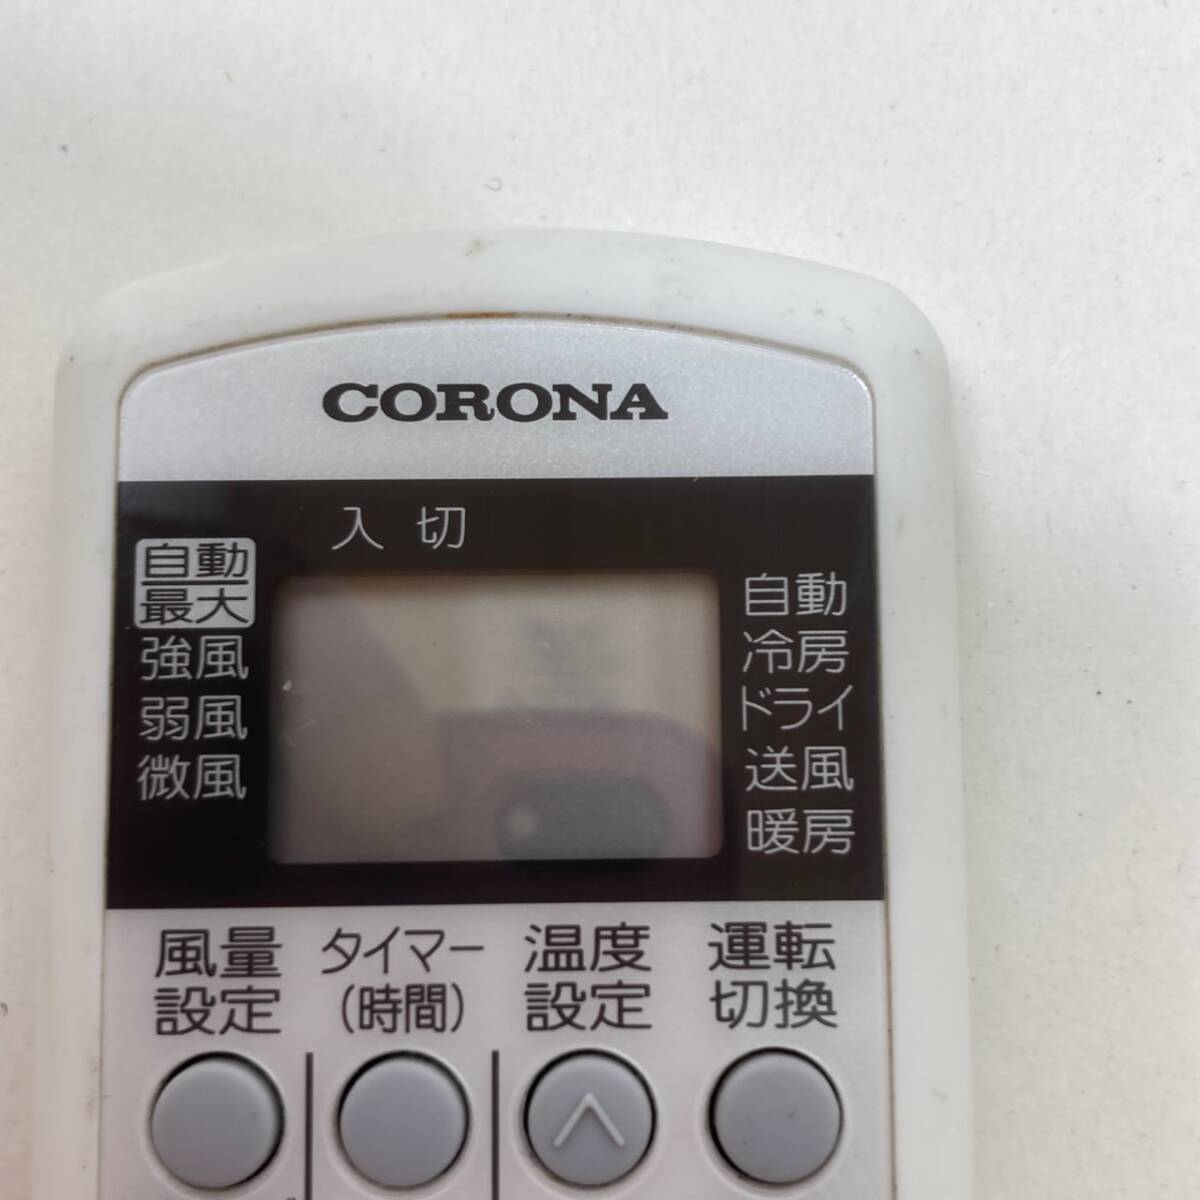 CORONA
入 切
自動
最大
強風
弱風
微風
自動
冷房
ドライ
送風
暖房
風量
設定
タイマー
(時間)
温度
設定
運転
切換